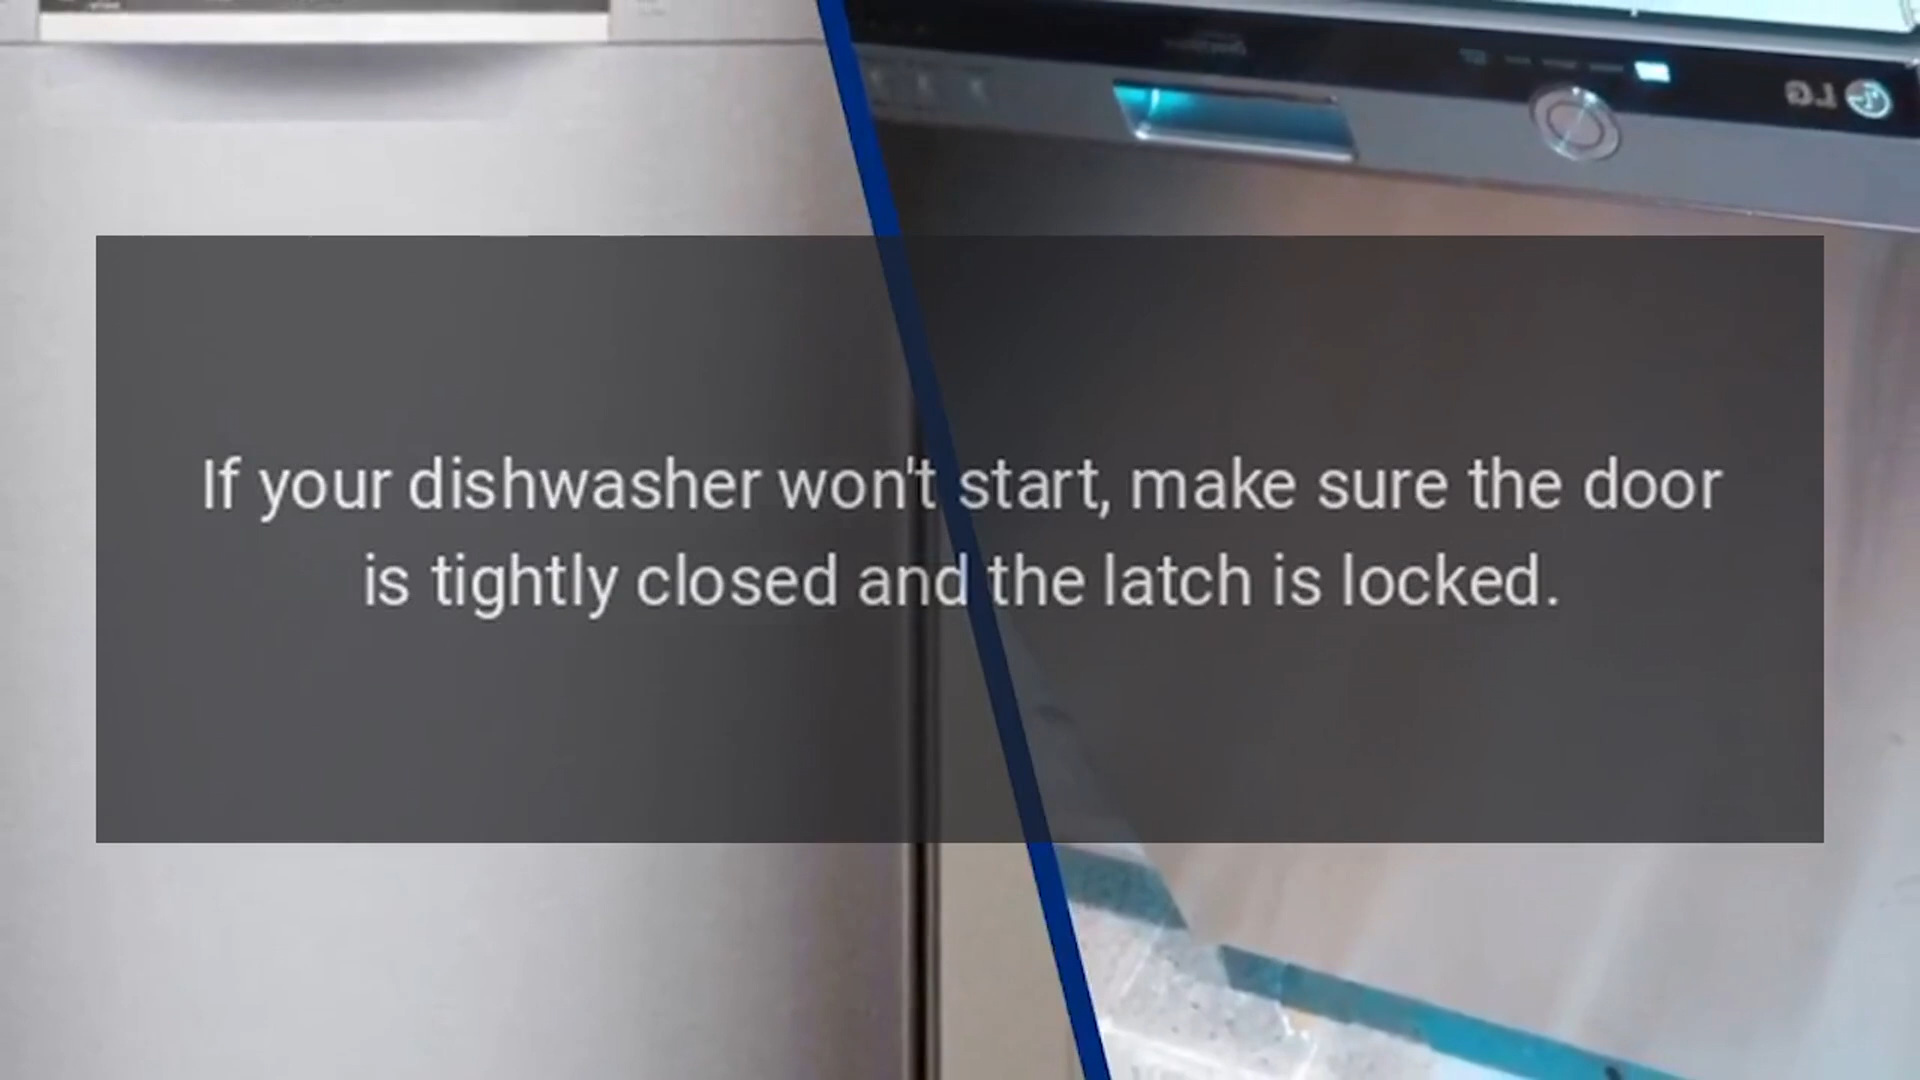 LG
If your dishwasher won't start, make sure the door
is tightly closed and the latch is locked.